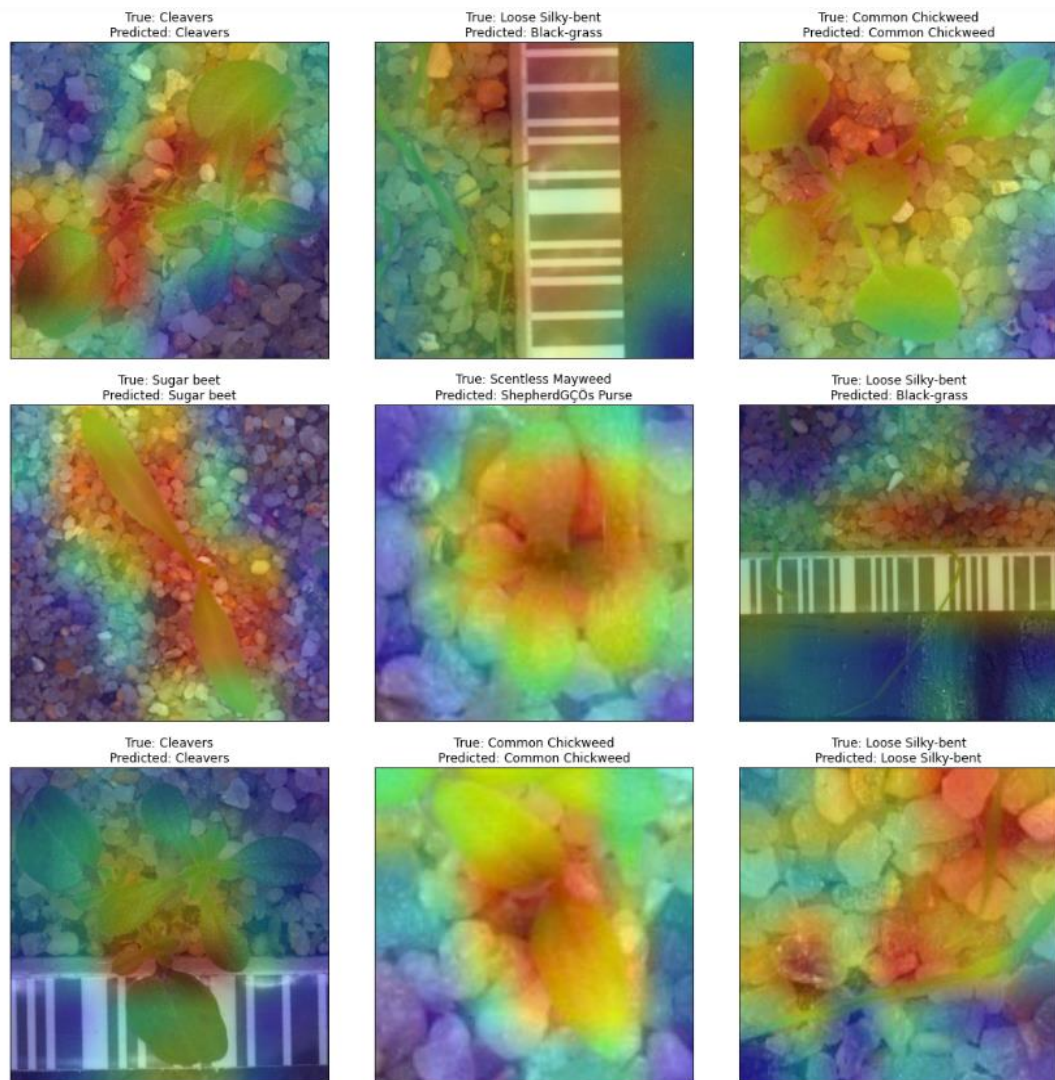 True: Cleavers
Predicted: Cleavers
True: Loose Silky-bent
Predicted: Black-grass
True: Common Chickweed
Predicted: Common Chickweed
True: Sugar beet
Predicted: Sugar beet
True: Scentless Mayweed
Predicted: ShepherdGÇÖs Purse
True: Loose Silky-bent
Predicted: Black-grass
True: Cleavers
Predicted: Cleavers
True: Common Chickweed
Predicted: Common Chickweed
True: Loose Silky-bent
Predicted: Loose Silky-bent